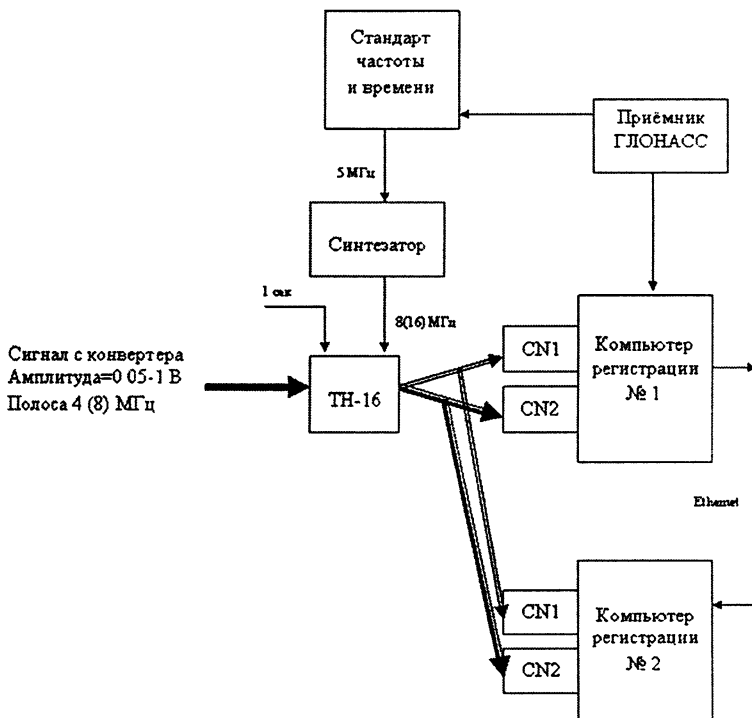 Стандарт
частоты
и времени
Приёмник
ГЛОНАСС
5 МГц
Синтезатор
1 сек
8(16) МГц
Сигнал с конвертера
Амплитуда=0 05-1 В
Полоса 4 (8) МГц
ТН-16
CN1
CN2
Компьютер
регистрации
№ 1
Ethernet
CN1
CN2
Компьютер
регистрации
№ 2